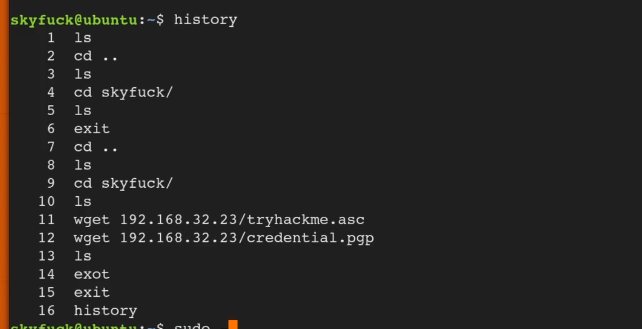 skyfuck@ubuntu:~$ history
1 ls
2 cd ..
3 ls
4 cd skyfuck/
5 ls
6 exit
7 cd ..
8 ls
9 cd skyfuck/
10 ls
11 wget 192.168.32.23/tryhackme.asc
12 wget 192.168.32.23/credential.pgp
13 ls
14 exot
15 exit
16 history
skyfuck@ubuntu:~$ sudo